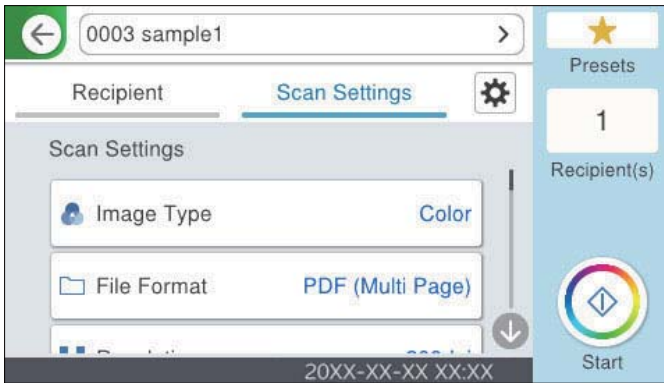 0003 sample1
Presets
Recipient
Scan Settings
1
Recipient(s)
Scan Settings
Image Type
Color
File Format
PDF (Multi Page)
Start
20XX-XX-XX XX:XX